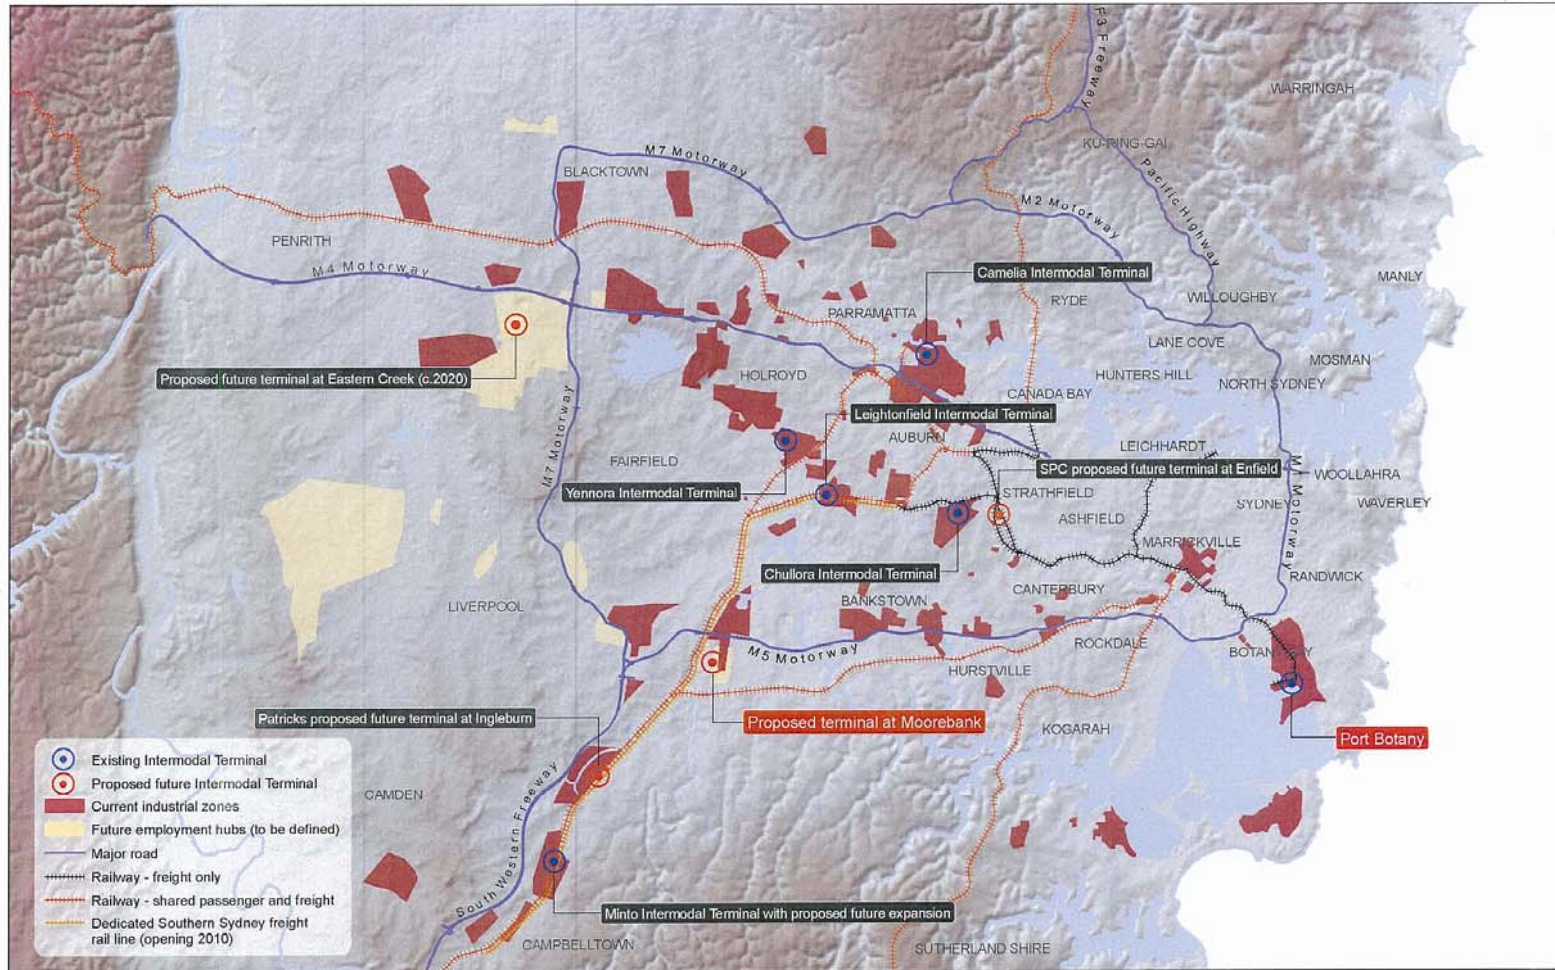 F3 Freeway
WARRINGAH
KU-RING-GAI
M7 Motorway
BLACKTOWN
Pacific Highway
M2 Motorway
PENRITH
M4 Motorway
Camelia Intermodal Terminal
MANLY
RYDE
WILLOUGHBY
PARRAMATTA
LANE COVE
MOSMAN
Proposed future terminal at Eastern Creek (c.2020)
HOLROYD
HUNTERS HILL
NORTH SYDNEY
CANADA BAY
Leightonfield Intermodal Terminal
AUBURN
LEICHHARDT
M7 Motorway
FAIRFIELD
SPC proposed future terminal at Enfield
WOOLLAHRA
Yennora Intermodal Terminal
STRATHFIELD
SYDNEY
WAVERLEY
ASHFIELD
M1 Motorway
MARRICKVILLE
Chullora Intermodal Terminal
RANDWICK
CANTERBURY
BANKSTOWN
LIVERPOOL
ROCKDALE
M5 Motorway
BOTANY BAY
HURSTVILLE
Patricks proposed future terminal at Ingleburn
Proposed terminal at Moorebank
KOGARAH
Port Botany
Existing Intermodal Terminal
Proposed future Intermodal Terminal
Current industrial zones
Future employment hubs (to be defined)
Major road
Railway - freight only
Railway - shared passenger and freight
Dedicated Southern Sydney freight
rail line (opening 2010)
CAMDEN
South Western Freeway
Minto Intermodal Terminal with proposed future expansion
CAMPBELLTOWN
SUTHERLAND SHIRE